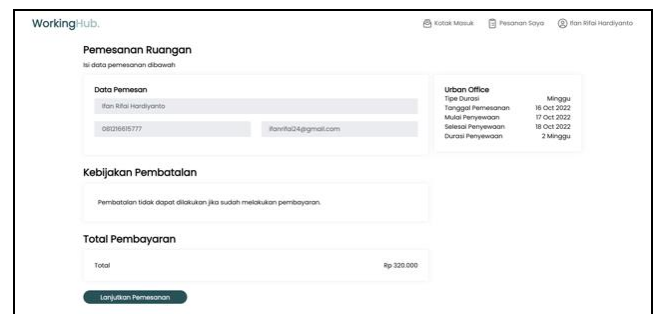 WorkingHub.
Kotak Masuk
Pesanan Saya
Ifan Rifai Hardiyanto
Pemesanan Ruangan
Isi data pemesanan dibawah
Data Pemesan
Ifan Rifai Hardiyanto
081216615777
ifanrifai24@gmail.com
Urban Office
Tipe Durasi Minggu
Tanggal Pemesanan 16 Oct 2022
Mulai Penyewaan 17 Oct 2022
Selesai Penyewaan 18 Oct 2022
Durasi Penyewaan 2 Minggu
Kebijakan Pembatalan
Pembatalan tidak dapat dilakukan jika sudah melakukan pembayaran.
Total Pembayaran
Total Rp 320.000
Lanjutkan Pemesanan